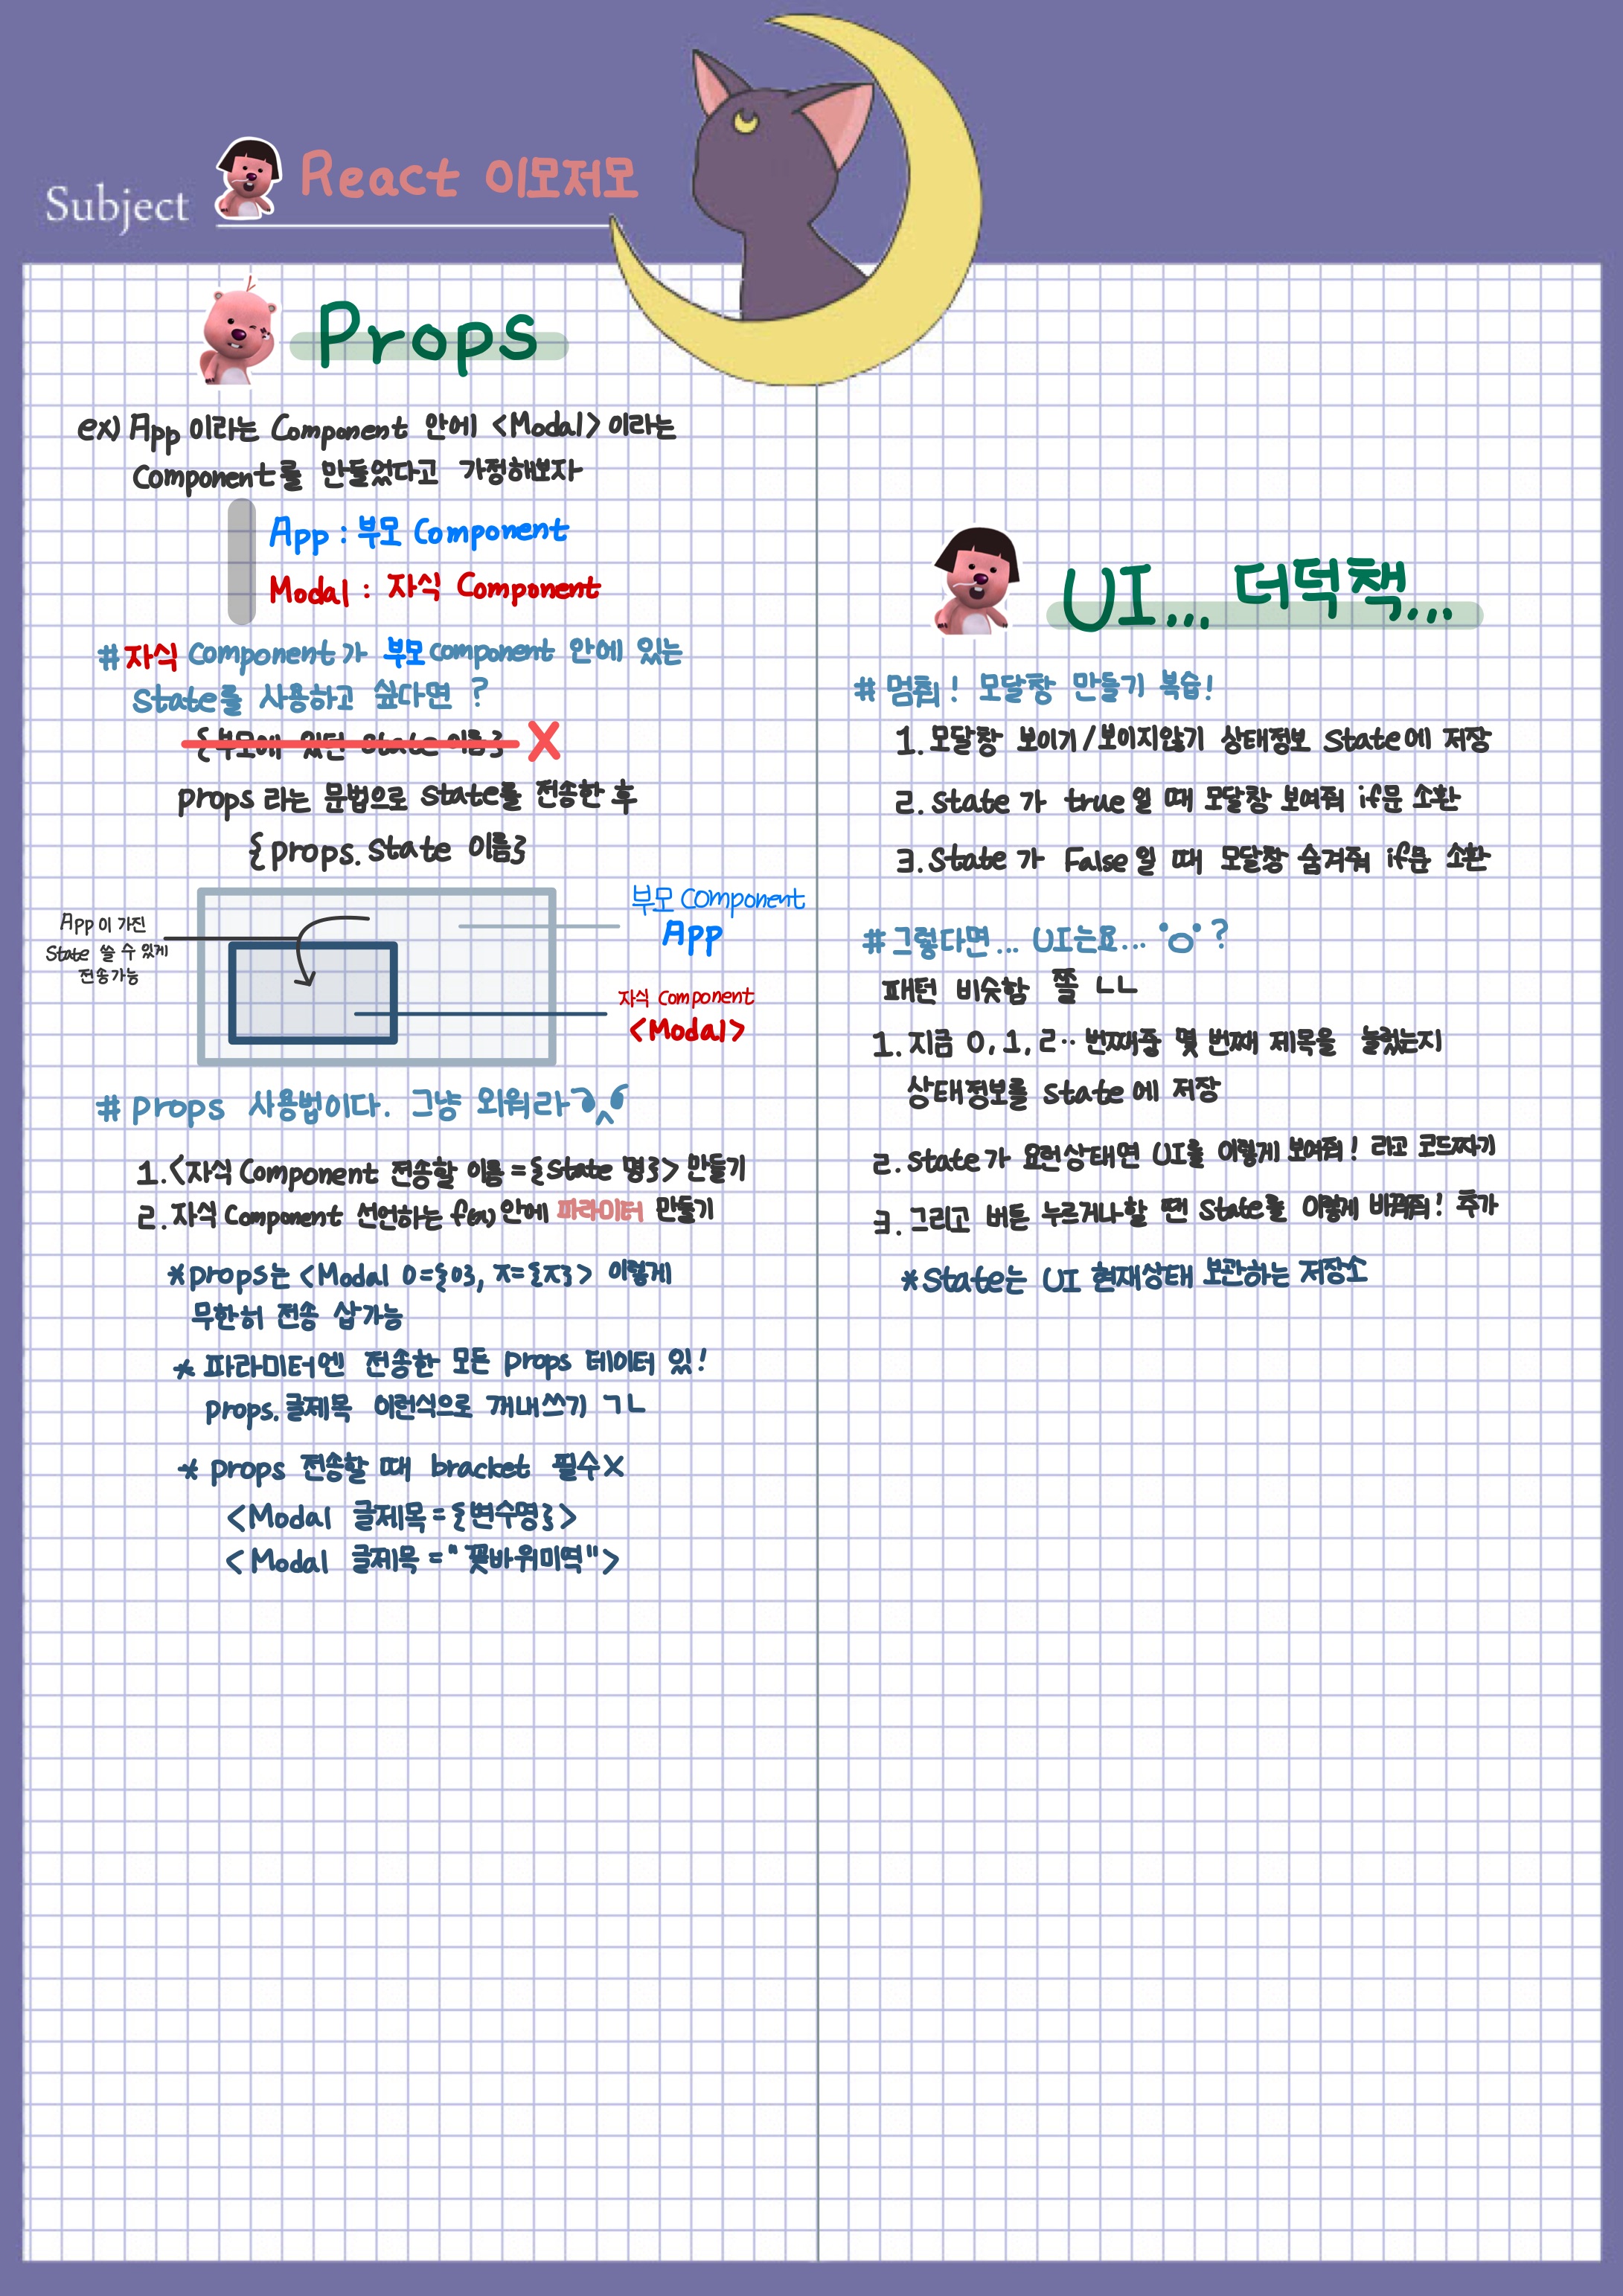 Subject
React 이모저모
Props
ex) App 이라는 Component 안에 <Modal> 이라는
Component를 만들었다고 가정해보자
App : 부모 Component
Modal : 자식 Component
# 자식 Component가 부모 component 안에 있는
State를 사용하고 싶다면 ?
{부모에 있던 state 이름} X
props 라는 문법으로 state를 전송한 후
{props. state 이름}
App이 가진
State 쓸 수 있게
전송가능
부모 Component
App
자식 Component
<Modal>
# props 사용법이다. 그냥 외워라
1. <자식 Component 전송할 이름 = {state 명}> 만들기
2. 자식 Component 선언하는 f(x) 안에 파라미터 만들기
* props는 <Modal ㅇ={ㅇ}, ㅈ={ㅈ}> 이렇게
무한히 전송 쌉가능
* 파라미터엔 전송한 모든 props 데이터 있!
props. 글제목 이런식으로 꺼내쓰기 ㄱㄴ
* props 전송할 때 bracket 필수X
<Modal 글제목 = {변수명}>
<Modal 글제목 = "꽃바위미역">
UI... 더덕책...
# 멈춰! 모달창 만들기 복습!
1. 모달창 보이기/보이지않기 상태정보 state에 저장
2. state 가 true 일 때 모달창 보여줘 if문 소환
3. State 가 False 일 때 모달창 숨겨줘 if문 소환
# 그렇다면... UI는요... °o° ?
패턴 비슷함 쫄 ㄴㄴ
1. 지금 0, 1, 2·· 번째중 몇 번째 제목을 눌렀는지
상태정보를 state에 저장
2. state가 요런상태면 UI를 이렇게 보여줘! 라고 코드짜기
3. 그리고 버튼 누르거나할 땐 state를 이렇게 바꿔줘! 추가
* State는 UI 현재상태 보관하는 저장소